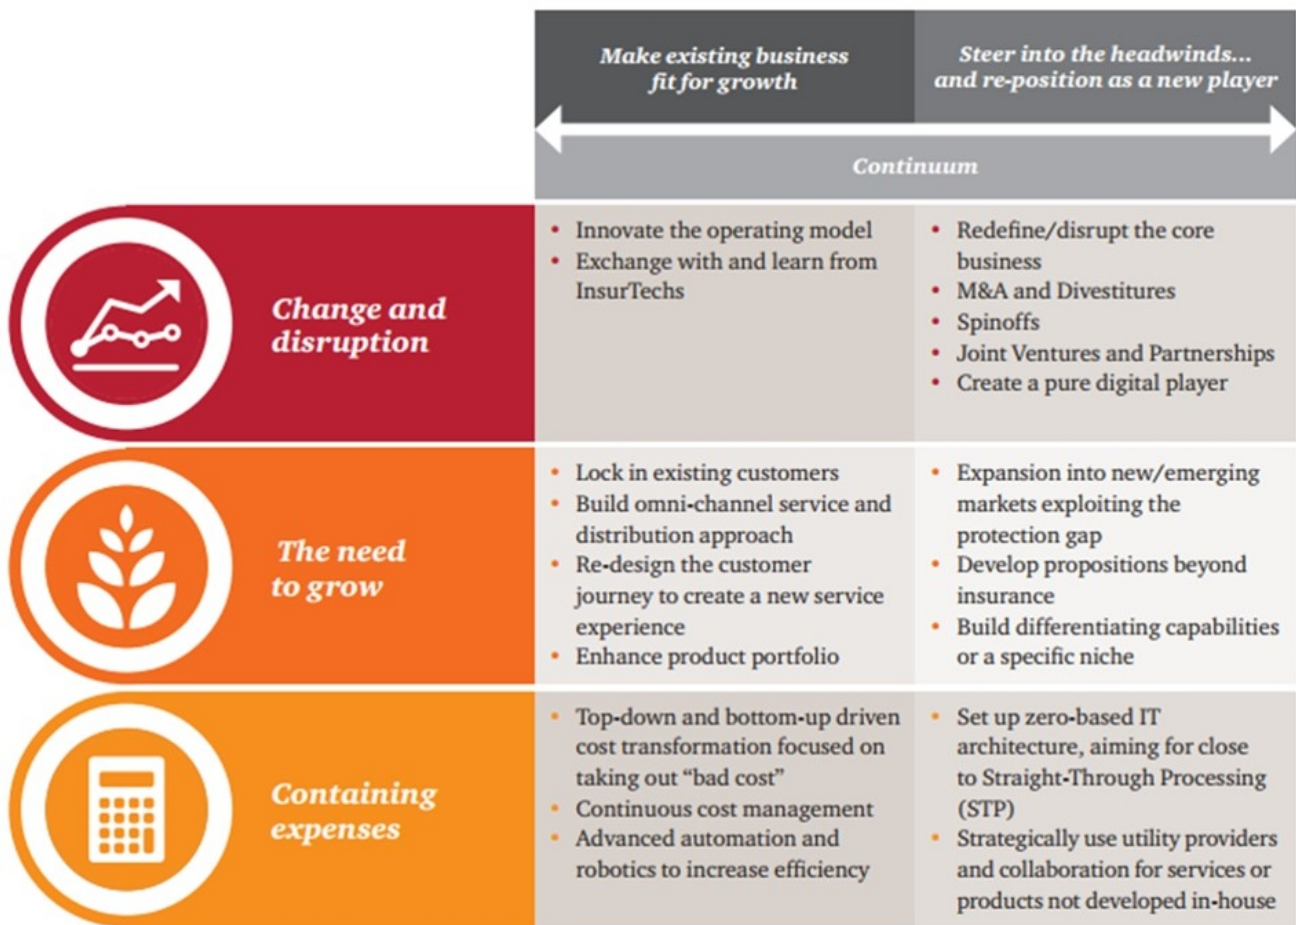 Make existing business
fit for growth
Steer into the headwinds...
and re-position as a new player
Continuum
Change and
disruption
• Innovate the operating model
• Exchange with and learn from
InsurTechs
• Redefine/disrupt the core
business
• M&A and Divestitures
• Spinoffs
• Joint Ventures and Partnerships
• Create a pure digital player
The need
to grow
• Lock in existing customers
• Build omni-channel service and
distribution approach
• Re-design the customer
journey to create a new service
experience
• Enhance product portfolio
• Expansion into new/emerging
markets exploiting the
protection gap
• Develop propositions beyond
insurance
• Build differentiating capabilities
or a specific niche
Containing
expenses
• Top-down and bottom-up driven
cost transformation focused on
taking out “bad cost”
• Continuous cost management
• Advanced automation and
robotics to increase efficiency
• Set up zero-based IT
architecture, aiming for close
to Straight-Through Processing
(STP)
• Strategically use utility providers
and collaboration for services or
products not developed in-house